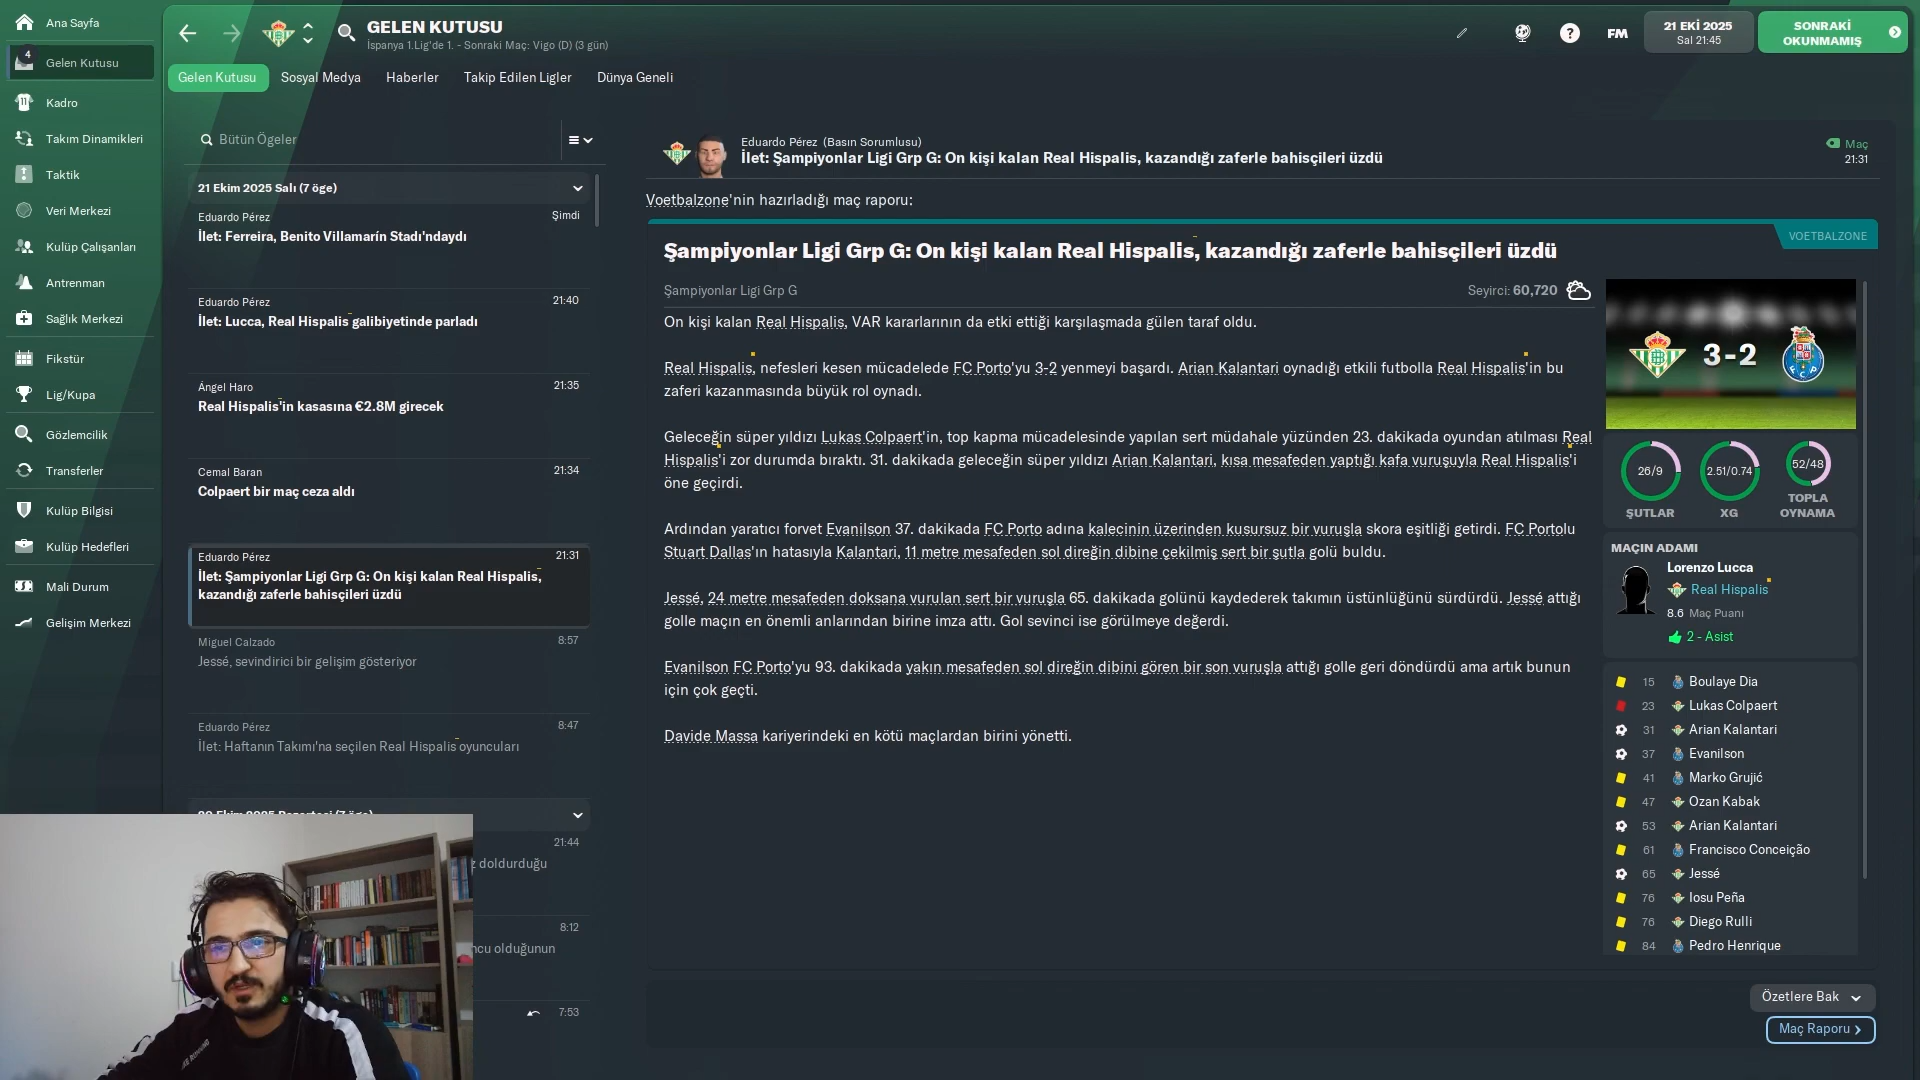 Ana Sayfa
4
Gelen Kutusu
Kadro
Takım Dinamikleri
Taktik
Veri Merkezi
Kulüp Çalışanları
Antrenman
Sağlık Merkezi
Fikstür
Lig/Kupa
Gözlemcilik
Transferler
Kulüp Bilgisi
Kulüp Hedefleri
Mali Durum
Gelişim Merkezi
GELEN KUTUSU
İspanya 1.Lig'de 1. - Sonraki Maç: Vigo (D) (3 gün)
FM
21 EKİ 2025
Sal 21:45
SONRAKİ
OKUNMAMIŞ
Gelen Kutusu Sosyal Medya Haberler Takip Edilen Ligler Dünya Geneli
Bütün Ögeler
21 Ekim 2025 Salı (7 öge)
Eduardo Pérez Şimdi
İlet: Ferreira, Benito Villamarín Stadı'ndaydı
Eduardo Pérez 21:40
İlet: Lucca, Real Hispalis galibiyetinde parladı
Ángel Haro 21:35
Real Hispalis'in kasasına €2.8M girecek
Cemal Baran 21:34
Colpaert bir maç ceza aldı
Eduardo Pérez 21:31
İlet: Şampiyonlar Ligi Grp G: On kişi kalan Real Hispalis,
kazandığı zaferle bahisçileri üzdü
Miguel Calzado 8:57
Jessé, sevindirici bir gelişim gösteriyor
Eduardo Pérez 8:47
İlet: Haftanın Takımı'na seçilen Real Hispalis oyuncuları
20 Ekim 2025 Pazartesi (7 öge)
21:44
doldurduğu
8:12
olduğunun
7:53
Eduardo Pérez (Basın Sorumlusu)
İlet: Şampiyonlar Ligi Grp G: On kişi kalan Real Hispalis, kazandığı zaferle bahisçileri üzdü
Maç
21:31
Voetbalzone'nin hazırladığı maç raporu:
VOETBALZONE
Şampiyonlar Ligi Grp G: On kişi kalan Real Hispalis, kazandığı zaferle bahisçileri üzdü
Şampiyonlar Ligi Grp G Seyirci: 60,720
On kişi kalan Real Hispalis, VAR kararlarının da etki ettiği karşılaşmada gülen taraf oldu.
Real Hispalis, nefesleri kesen mücadelede FC Porto'yu 3-2 yenmeyi başardı. Arian Kalantari oynadığı etkili futbolla Real Hispalis'in bu
zaferi kazanmasında büyük rol oynadı.
Geleceğin süper yıldızı Lukas Colpaert'in, top kapma mücadelesinde yapılan sert müdahale yüzünden 23. dakikada oyundan atılması Real
Hispalis'i zor durumda bıraktı. 31. dakikada geleceğin süper yıldızı Arian Kalantari, kısa mesafeden yaptığı kafa vuruşuyla Real Hispalis'i
öne geçirdi.
Ardından yaratıcı forvet Evanilson 37. dakikada FC Porto adına kalecinin üzerinden kusursuz bir vuruşla skora eşitliği getirdi. FC Portolu
Stuart Dallas'ın hatasıyla Kalantari, 11 metre mesafeden sol direğin dibine çekilmiş sert bir şutla golü buldu.
Jessé, 24 metre mesafeden doksana vurulan sert bir vuruşla 65. dakikada golünü kaydederek takımın üstünlüğünü sürdürdü. Jessé attığı
golle maçın en önemli anlarından birine imza attı. Gol sevinci ise görülmeye değerdi.
Evanilson FC Porto'yu 93. dakikada yakın mesafeden sol direğin dibini gören bir son vuruşla attığı golle geri döndürdü ama artık bunun
için çok geçti.
Davide Massa kariyerindeki en kötü maçlardan birini yönetti.
3-2
26/9 2.51/0.74 52/48
ŞUTLAR XG TOPLA
OYNAMA
MAÇIN ADAMI
Lorenzo Lucca
Real Hispalis
8.6 Maç Puanı
2 - Asist
15 Boulaye Dia
23 Lukas Colpaert
31 Arian Kalantari
37 Evanilson
41 Marko Grujić
47 Ozan Kabak
53 Arian Kalantari
61 Francisco Conceição
65 Jessé
76 Iosu Peña
76 Diego Rulli
84 Pedro Henrique
Özetlere Bak
Maç Raporu